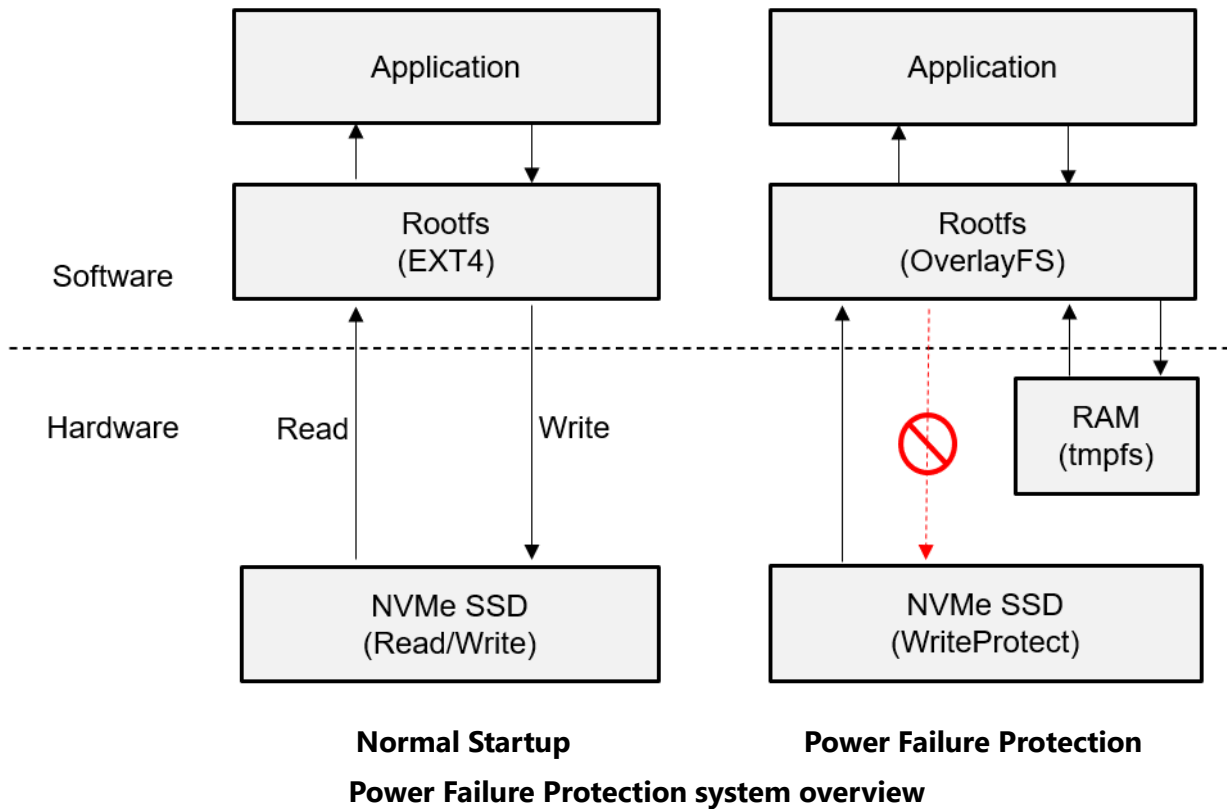 Application
Application
Rootfs
(EXT4)
Rootfs
(OverlayFS)
Software
Hardware
Read
Write
RAM
(tmpfs)
NVMe SSD
(Read/Write)
NVMe SSD
(WriteProtect)
Normal Startup
Power Failure Protection
Power Failure Protection system overview